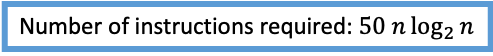 Number of instructions required: 50 n log₂ n